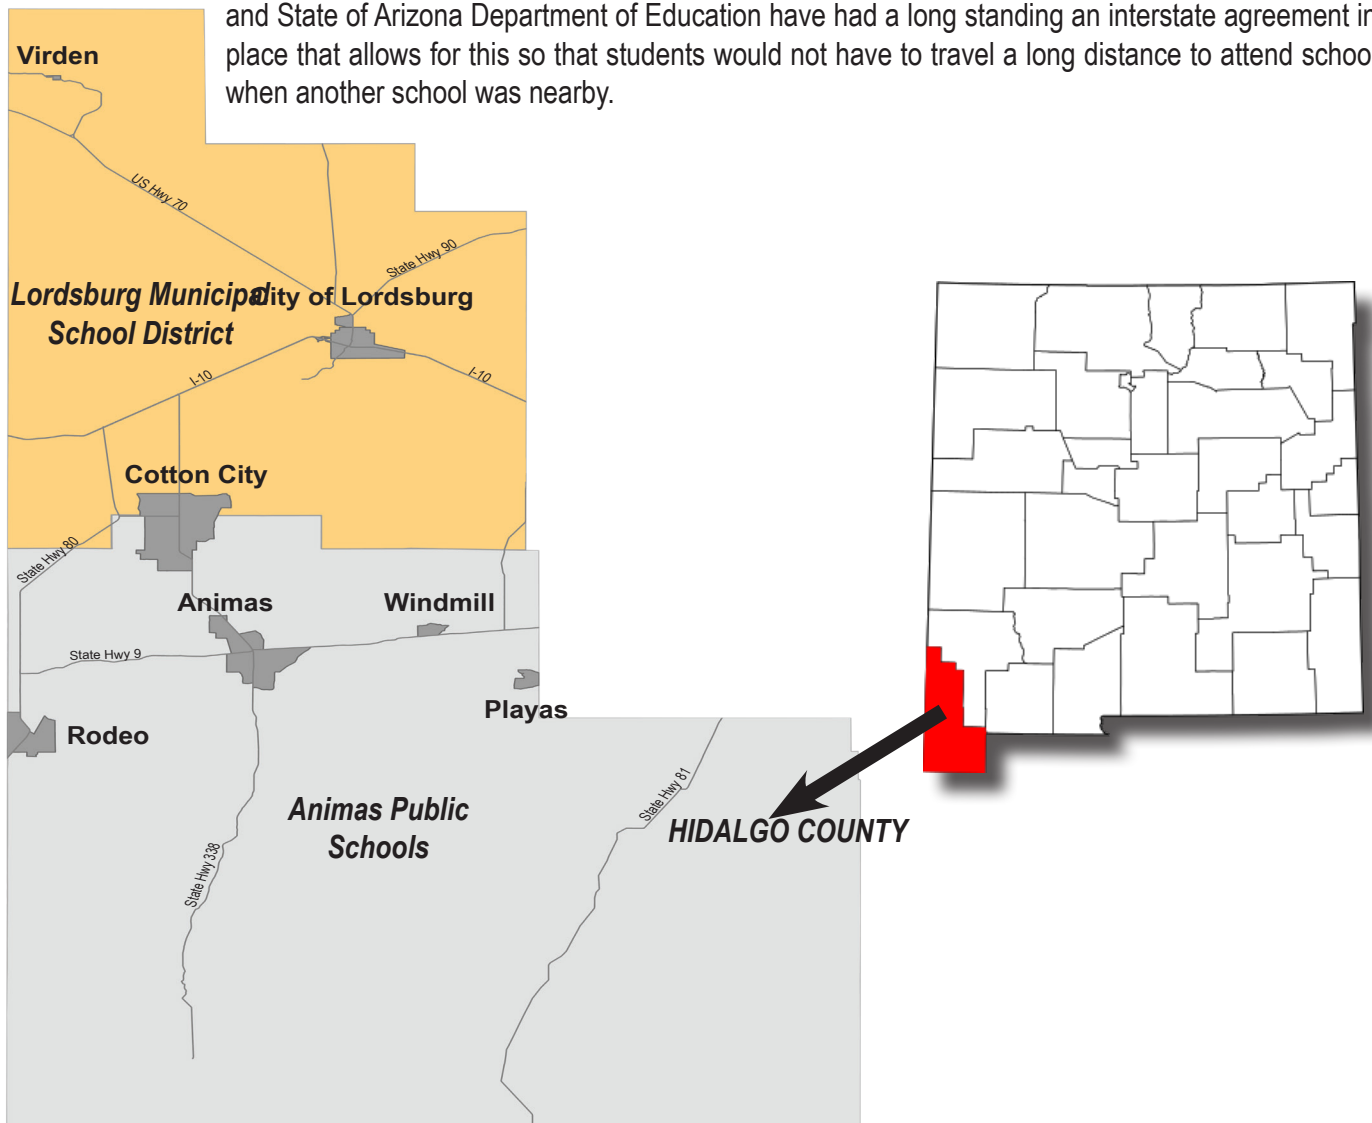 and State of Arizona Department of Education have had a long standing an interstate agreement in
place that allows for this so that students would not have to travel a long distance to attend school
when another school was nearby.
Virden
US Hwy 70
State Hwy 90
Lordsburg Municipal
School District
City of Lordsburg
I-10
I-10
Cotton City
State Hwy 80
Animas
Windmill
State Hwy 9
Playas
Rodeo
State Hwy 81
Animas Public
Schools
HIDALGO COUNTY
State Hwy 338